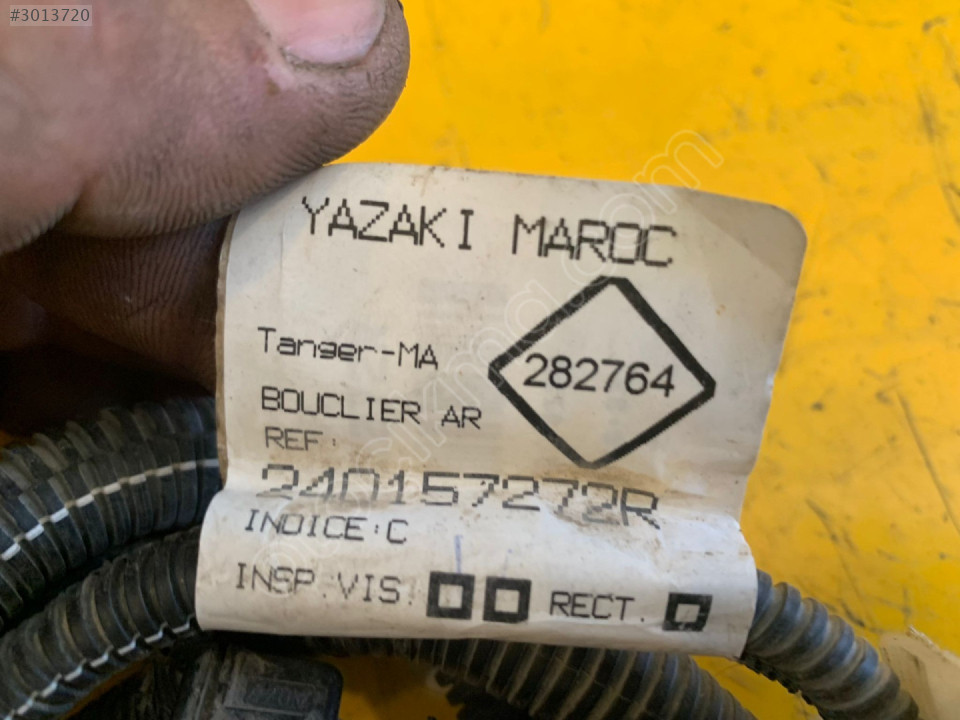 #3013720
YAZAKI MAROC
Tanger-MA
282764
BOUCLIER AR
REF:
240157272R
INDICE:C
INSP.VIS:
RECT.